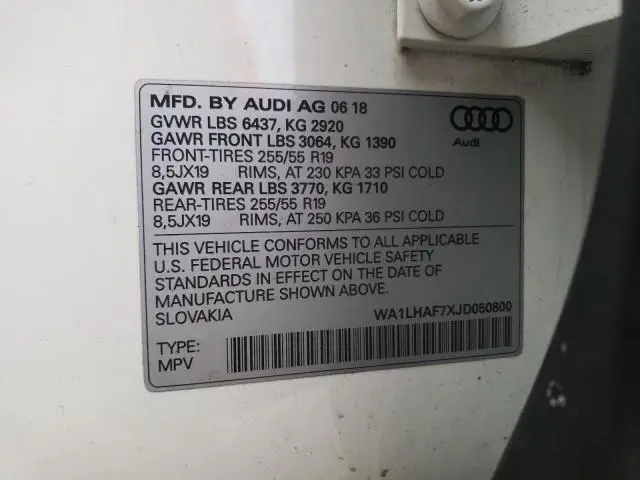 MFD. BY AUDI AG 06 18
GVWR LBS 6437, KG 2920
GAWR FRONT LBS 3064, KG 1390
FRONT-TIRES 255/55 R19
8,5JX19 RIMS, AT 230 KPA 33 PSI COLD
GAWR REAR LBS 3770, KG 1710
REAR-TIRES 255/55 R19
8,5JX19 RIMS, AT 250 KPA 36 PSI COLD
Audi
THIS VEHICLE CONFORMS TO ALL APPLICABLE
U.S. FEDERAL MOTOR VEHICLE SAFETY
STANDARDS IN EFFECT ON THE DATE OF
MANUFACTURE SHOWN ABOVE.
SLOVAKIA WA1LHAF7XJD050800
TYPE:
MPV